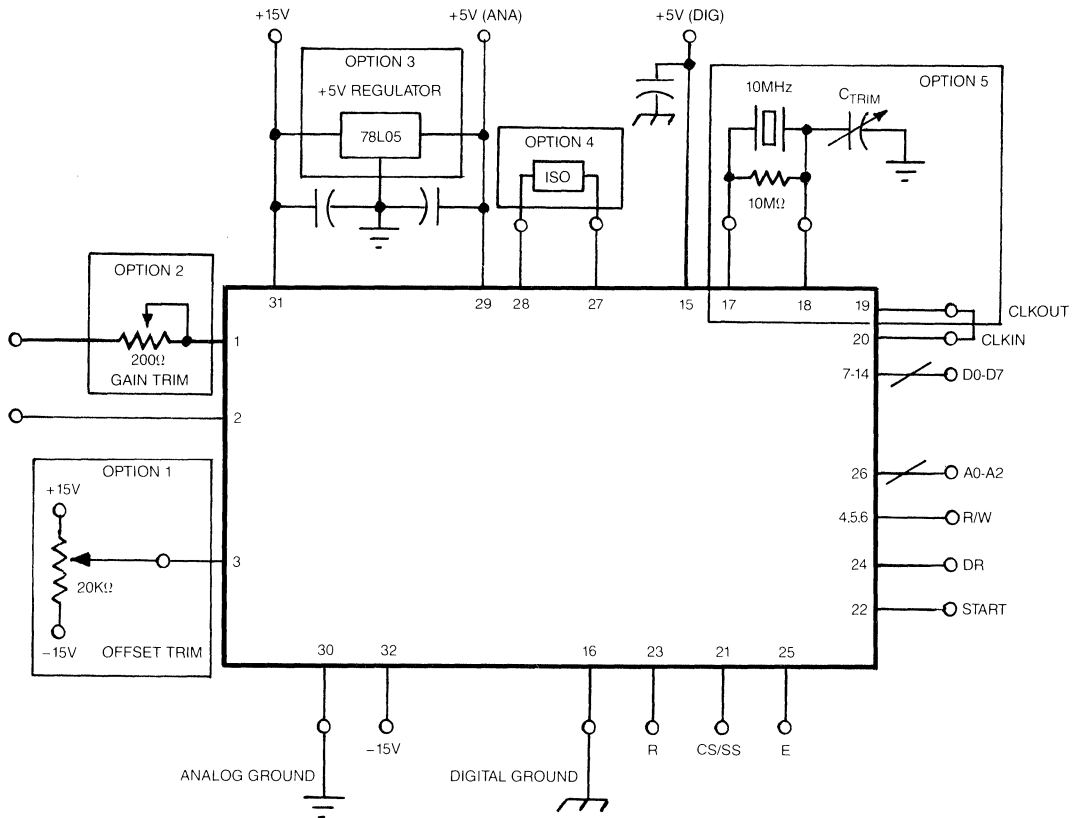 +15V
+5V (ANA)
+5V (DIG)
OPTION 3
+5V REGULATOR
78L05
OPTION 4
ISO
OPTION 5
10MHz
CTRIM
10MΩ
OPTION 2
200Ω
GAIN TRIM
31
29
28
27
15
17
18
19
CLKOUT
20
CLKIN
1
7-14
D0-D7
2
OPTION 1
+15V
26
A0-A2
4,5,6
R/W
3
20KΩ
24
DR
22
START
-15V
OFFSET TRIM
30
32
16
23
21
25
-15V
R
CS/SS
E
ANALOG GROUND
DIGITAL GROUND